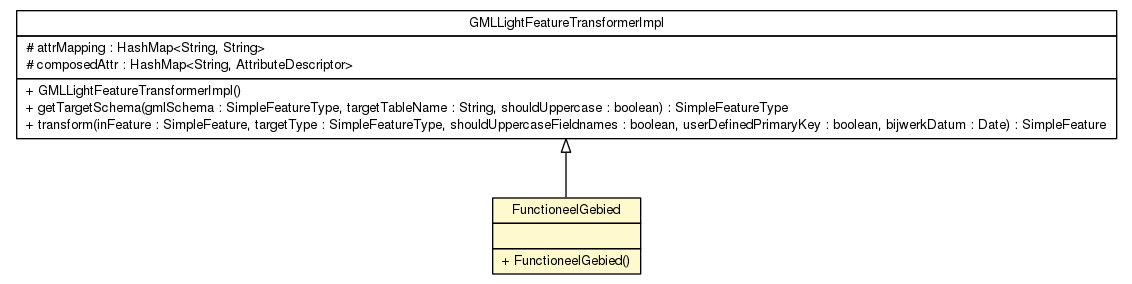 GMLLightFeatureTransformerImpl
# attrMapping : HashMap<String, String>
# composedAttr : HashMap<String, AttributeDescriptor>
+ GMLLightFeatureTransformerImpl()
+ getTargetSchema(gmlSchema : SimpleFeatureType, targetTableName : String, shouldUppercase : boolean) : SimpleFeatureType
+ transform(inFeature : SimpleFeature, targetType : SimpleFeatureType, shouldUppercaseFieldnames : boolean, userDefinedPrimaryKey : boolean, bijwerkDatum : Date) : SimpleFeature
FunctioneelGebied
+ FunctioneelGebied()